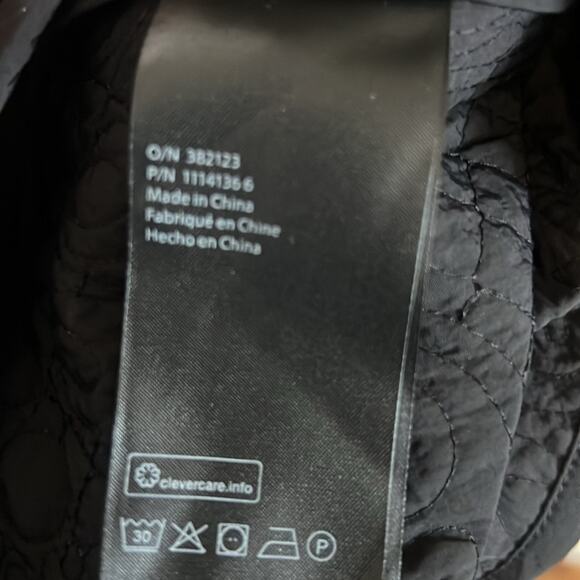 O/N 382123
P/N 1114136 6
Made in China
Fabriqué en Chine
Hecho en China
clevercare.info
30 P